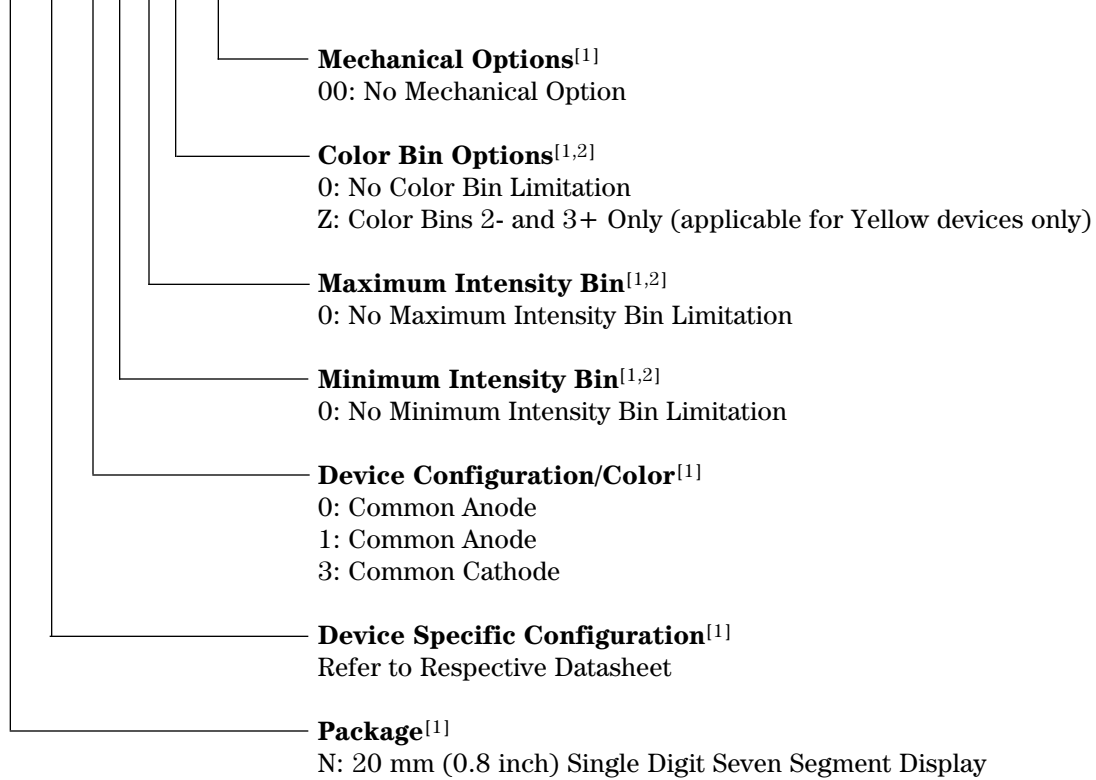 Mechanical Options[1]
00: No Mechanical Option
Color Bin Options[1,2]
0: No Color Bin Limitation
Z: Color Bins 2- and 3+ Only (applicable for Yellow devices only)
Maximum Intensity Bin[1,2]
0: No Maximum Intensity Bin Limitation
Minimum Intensity Bin[1,2]
0: No Minimum Intensity Bin Limitation
Device Configuration/Color[1]
0: Common Anode
1: Common Anode
3: Common Cathode
Device Specific Configuration[1]
Refer to Respective Datasheet
Package[1]
N: 20 mm (0.8 inch) Single Digit Seven Segment Display